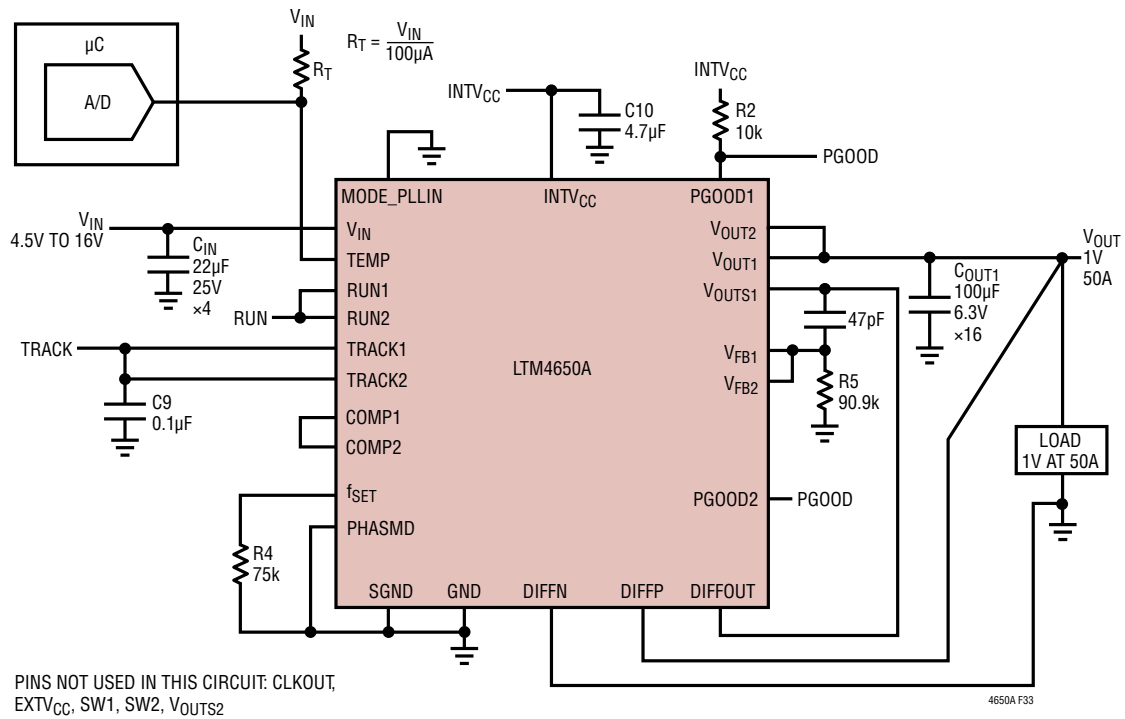 µC
A/D
VIN
RT
RT = VIN
100µA
INTVCC
C10
4.7µF
INTVCC
R2
10k
PGOOD
MODE_PLLIN
INTVCC
PGOOD1
VIN
4.5V TO 16V
CIN
22µF
25V
×4
VIN
TEMP
RUN1
RUN2
RUN
TRACK
TRACK1
TRACK2
C9
0.1µF
COMP1
COMP2
fSET
PHASMD
R4
75k
SGND
GND
DIFFN
DIFFP
DIFFOUT
LTM4650A
VOUT2
VOUT1
VOUTS1
47pF
VFB1
VFB2
R5
90.9k
PGOOD2
PGOOD
COUT1
100µF
6.3V
×16
VOUT
1V
50A
LOAD
1V AT 50A
PINS NOT USED IN THIS CIRCUIT: CLKOUT,
EXTVCC, SW1, SW2, VOUTS2
4650A F33